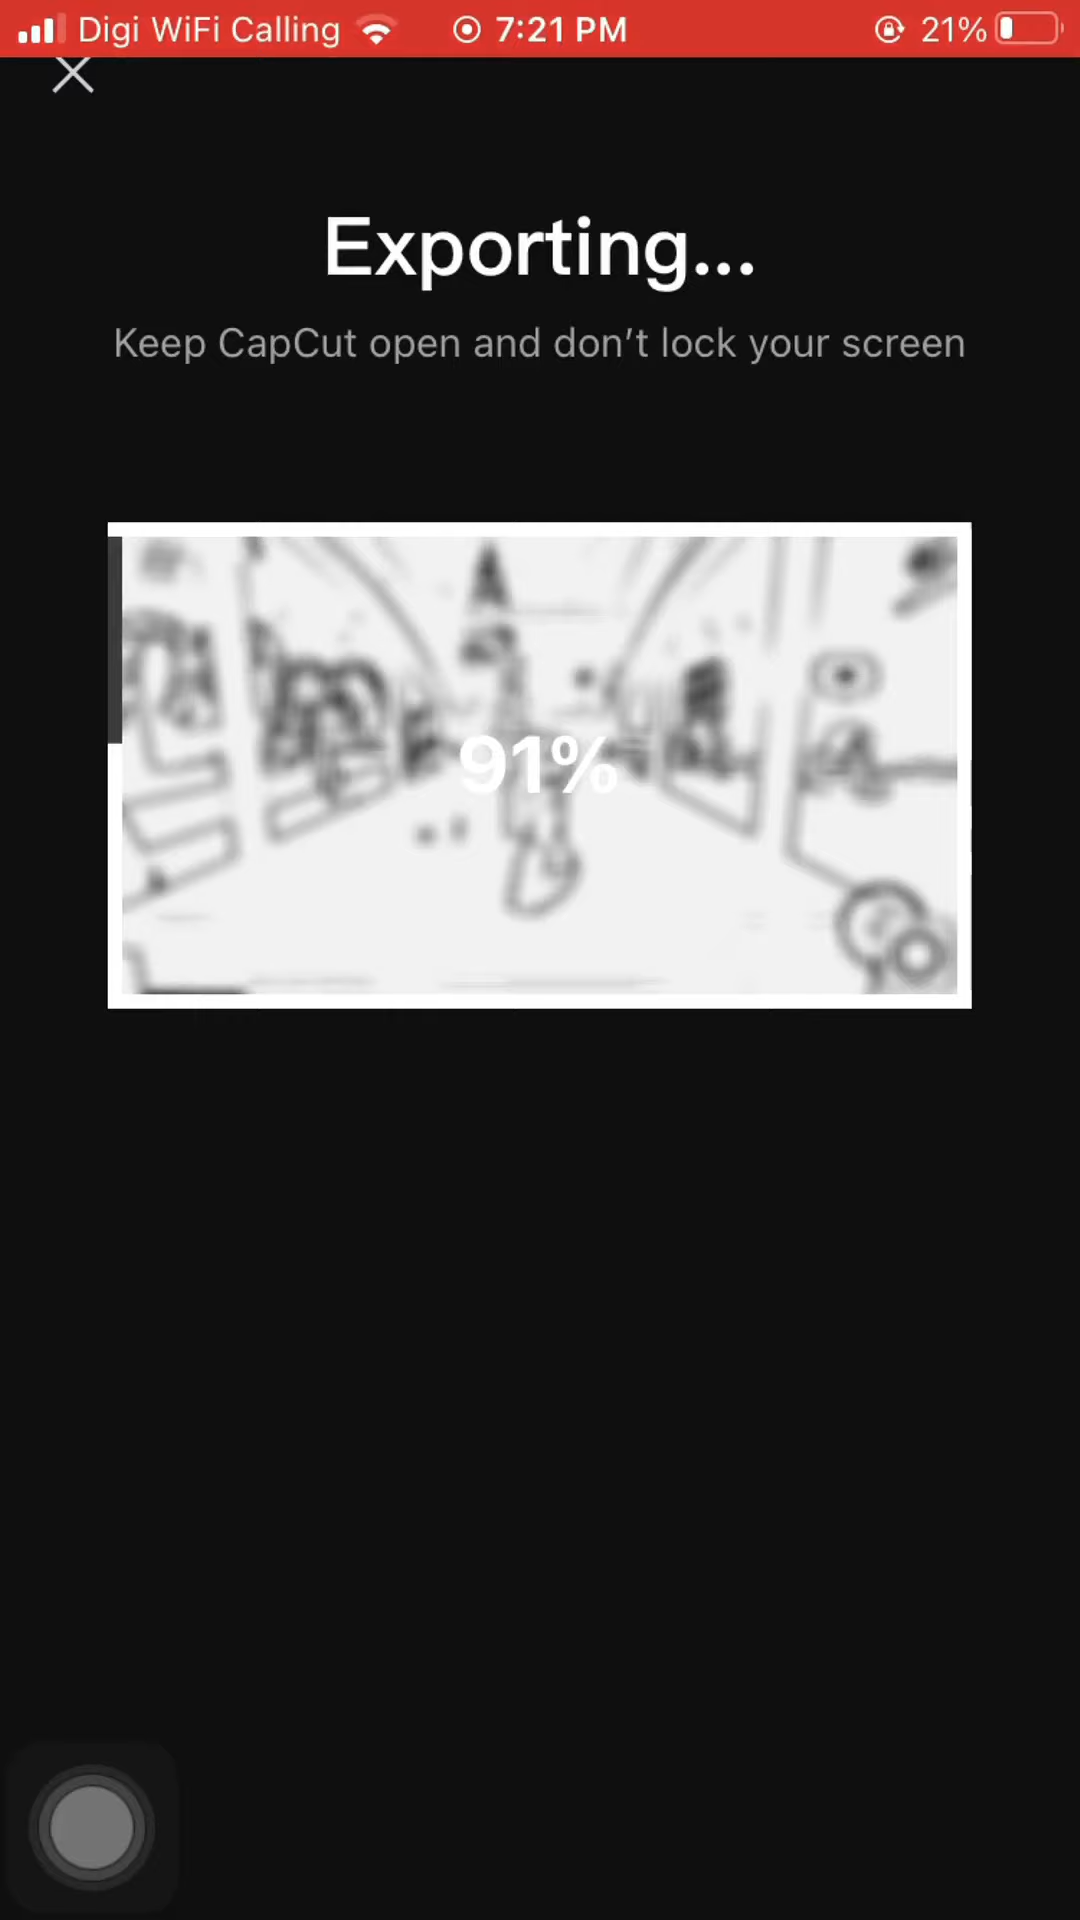 Digi WiFi Calling 7:21 PM 21%
Exporting...
Keep CapCut open and don’t lock your screen
91%